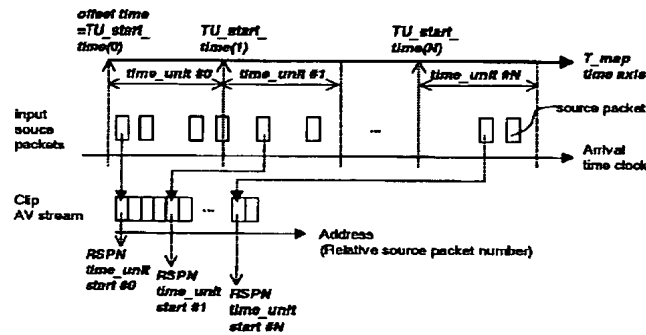 offset time
=TU_start_
time(0)
TU_start_
time(1)
TU_start_
time(N)
T_map
time axis
time_unit #0
time_unit #1
time_unit #N
Input
souce
packets
source packet
...
Arrival
time clock
Clip
AV stream
...
Address
(Relative source packet number)
RSPN
time_unit
start #0
RSPN
time_unit
start #1
RSPN
time_unit
start #N